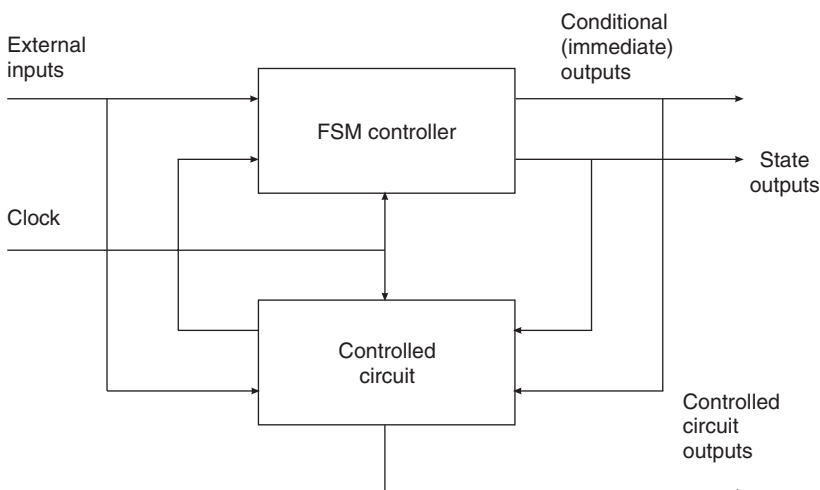 External
inputs
Conditional
(immediate)
outputs
FSM controller
State
outputs
Clock
Controlled
circuit
Controlled
circuit
outputs